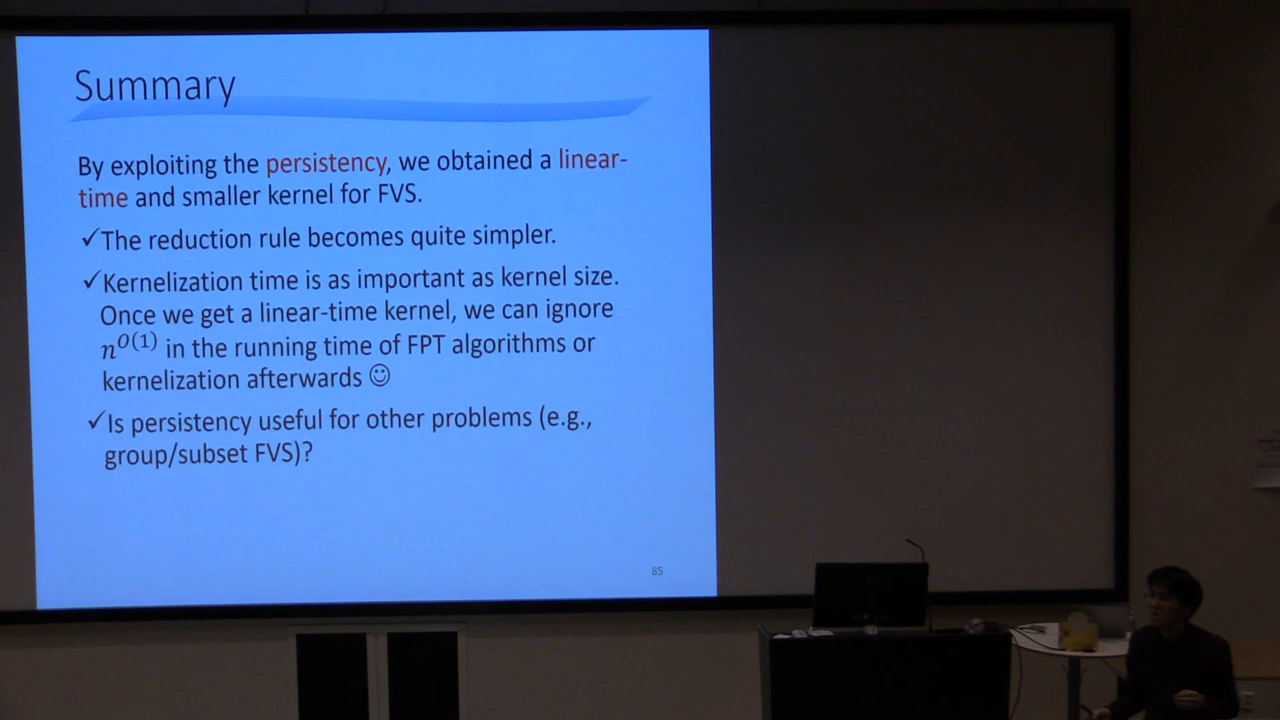 Summary
By exploiting the persistency, we obtained a linear-
time and smaller kernel for FVS.
✓The reduction rule becomes quite simpler.
✓Kernelization time is as important as kernel size.
Once we get a linear-time kernel, we can ignore
n^{O(1)} in the running time of FPT algorithms or
kernelization afterwards ☺
✓Is persistency useful for other problems (e.g.,
group/subset FVS)?
85